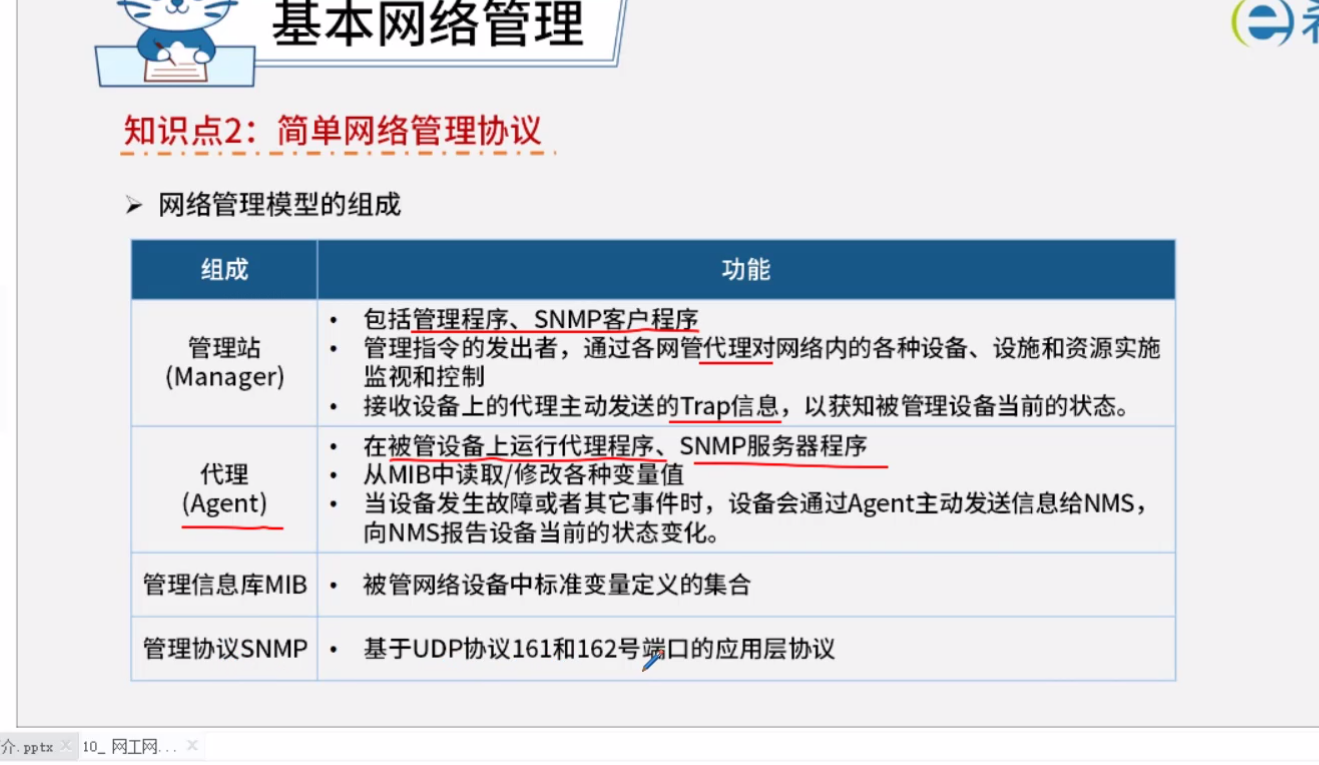 基本网络管理
知识点2：简单网络管理协议
➢ 网络管理模型的组成
组成
功能
管理站
(Manager)
• 包括管理程序、SNMP客户程序
• 管理指令的发出者，通过各网管代理对网络内的各种设备、设施和资源实施
监视和控制
• 接收设备上的代理主动发送的Trap信息，以获知被管理设备当前的状态。
代理
(Agent)
• 在被管设备上运行代理程序、SNMP服务器程序
• 从MIB中读取/修改各种变量值
• 当设备发生故障或者其它事件时，设备会通过Agent主动发送信息给NMS，
向NMS报告设备当前的状态变化。
管理信息库MIB
• 被管网络设备中标准变量定义的集合
管理协议SNMP
• 基于UDP协议161和162号端口的应用层协议
介.pptx
10_ 网工网...